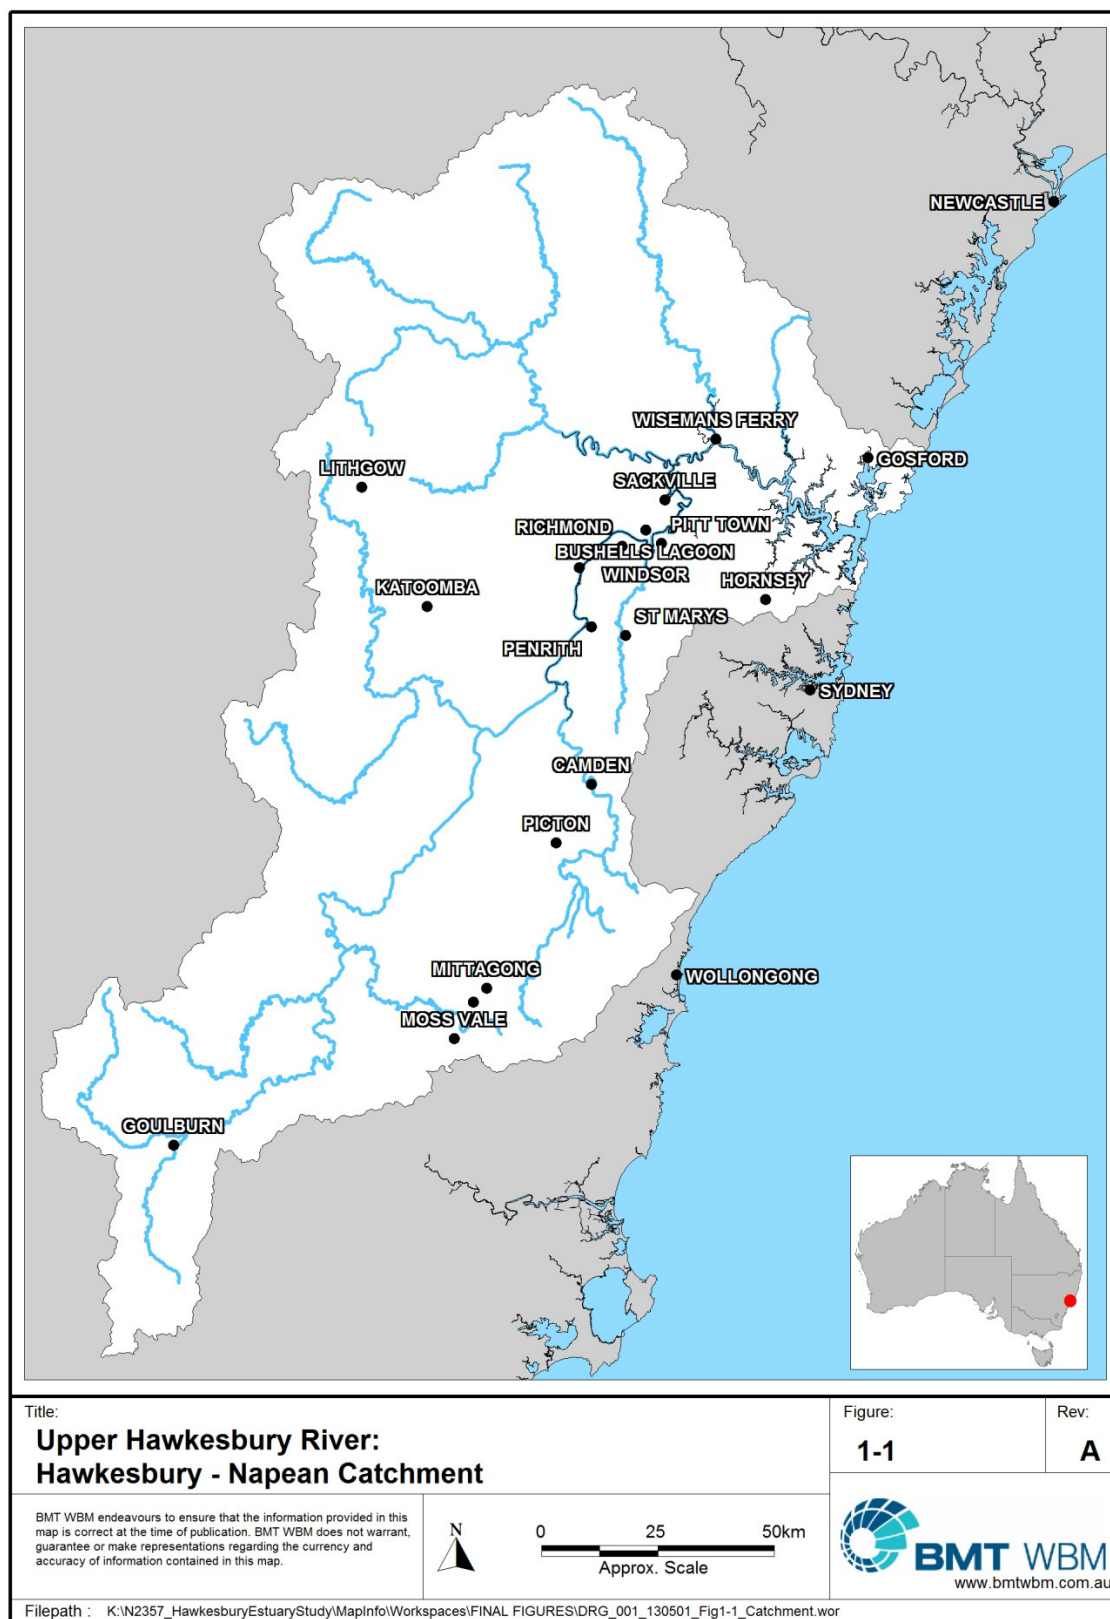 NEWCASTLE
WISEMANS FERRY
GOSFORD
LITHGOW
SACKVILLE
RICHMOND
PITT TOWN
BUSHELLS LAGOON
WINDSOR
HORNSBY
KATOOMBA
ST MARYS
PENRITH
SYDNEY
CAMDEN
PICTON
MITTAGONG
WOLLONGONG
MOSS VALE
GOULBURN
Title:
Upper Hawkesbury River:
Hawkesbury - Napean Catchment
Figure:
1-1
Rev:
A
BMT WBM endeavours to ensure that the information provided in this
map is correct at the time of publication. BMT WBM does not warrant,
guarantee or make representations regarding the currency and
accuracy of information contained in this map.
N
0 25 50km
Approx. Scale
BMT WBM
www.bmtwbm.com.au
Filepath : K:\N2357_HawkesburyEstuaryStudy\MapInfo\Workspaces\FINAL FIGURES\DRG_001_130501_Fig1-1_Catchment.wor